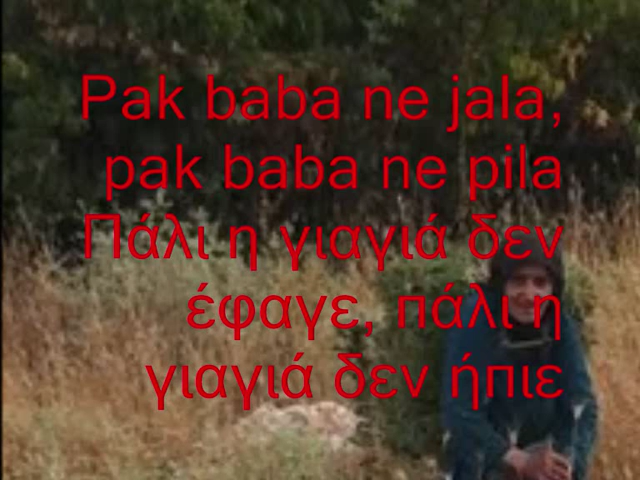 Pak baba ne jala,
pak baba ne pila
Πάλι η γιαγιά δεν
έφαγε, πάλι η
γιαγιά δεν ήπιε